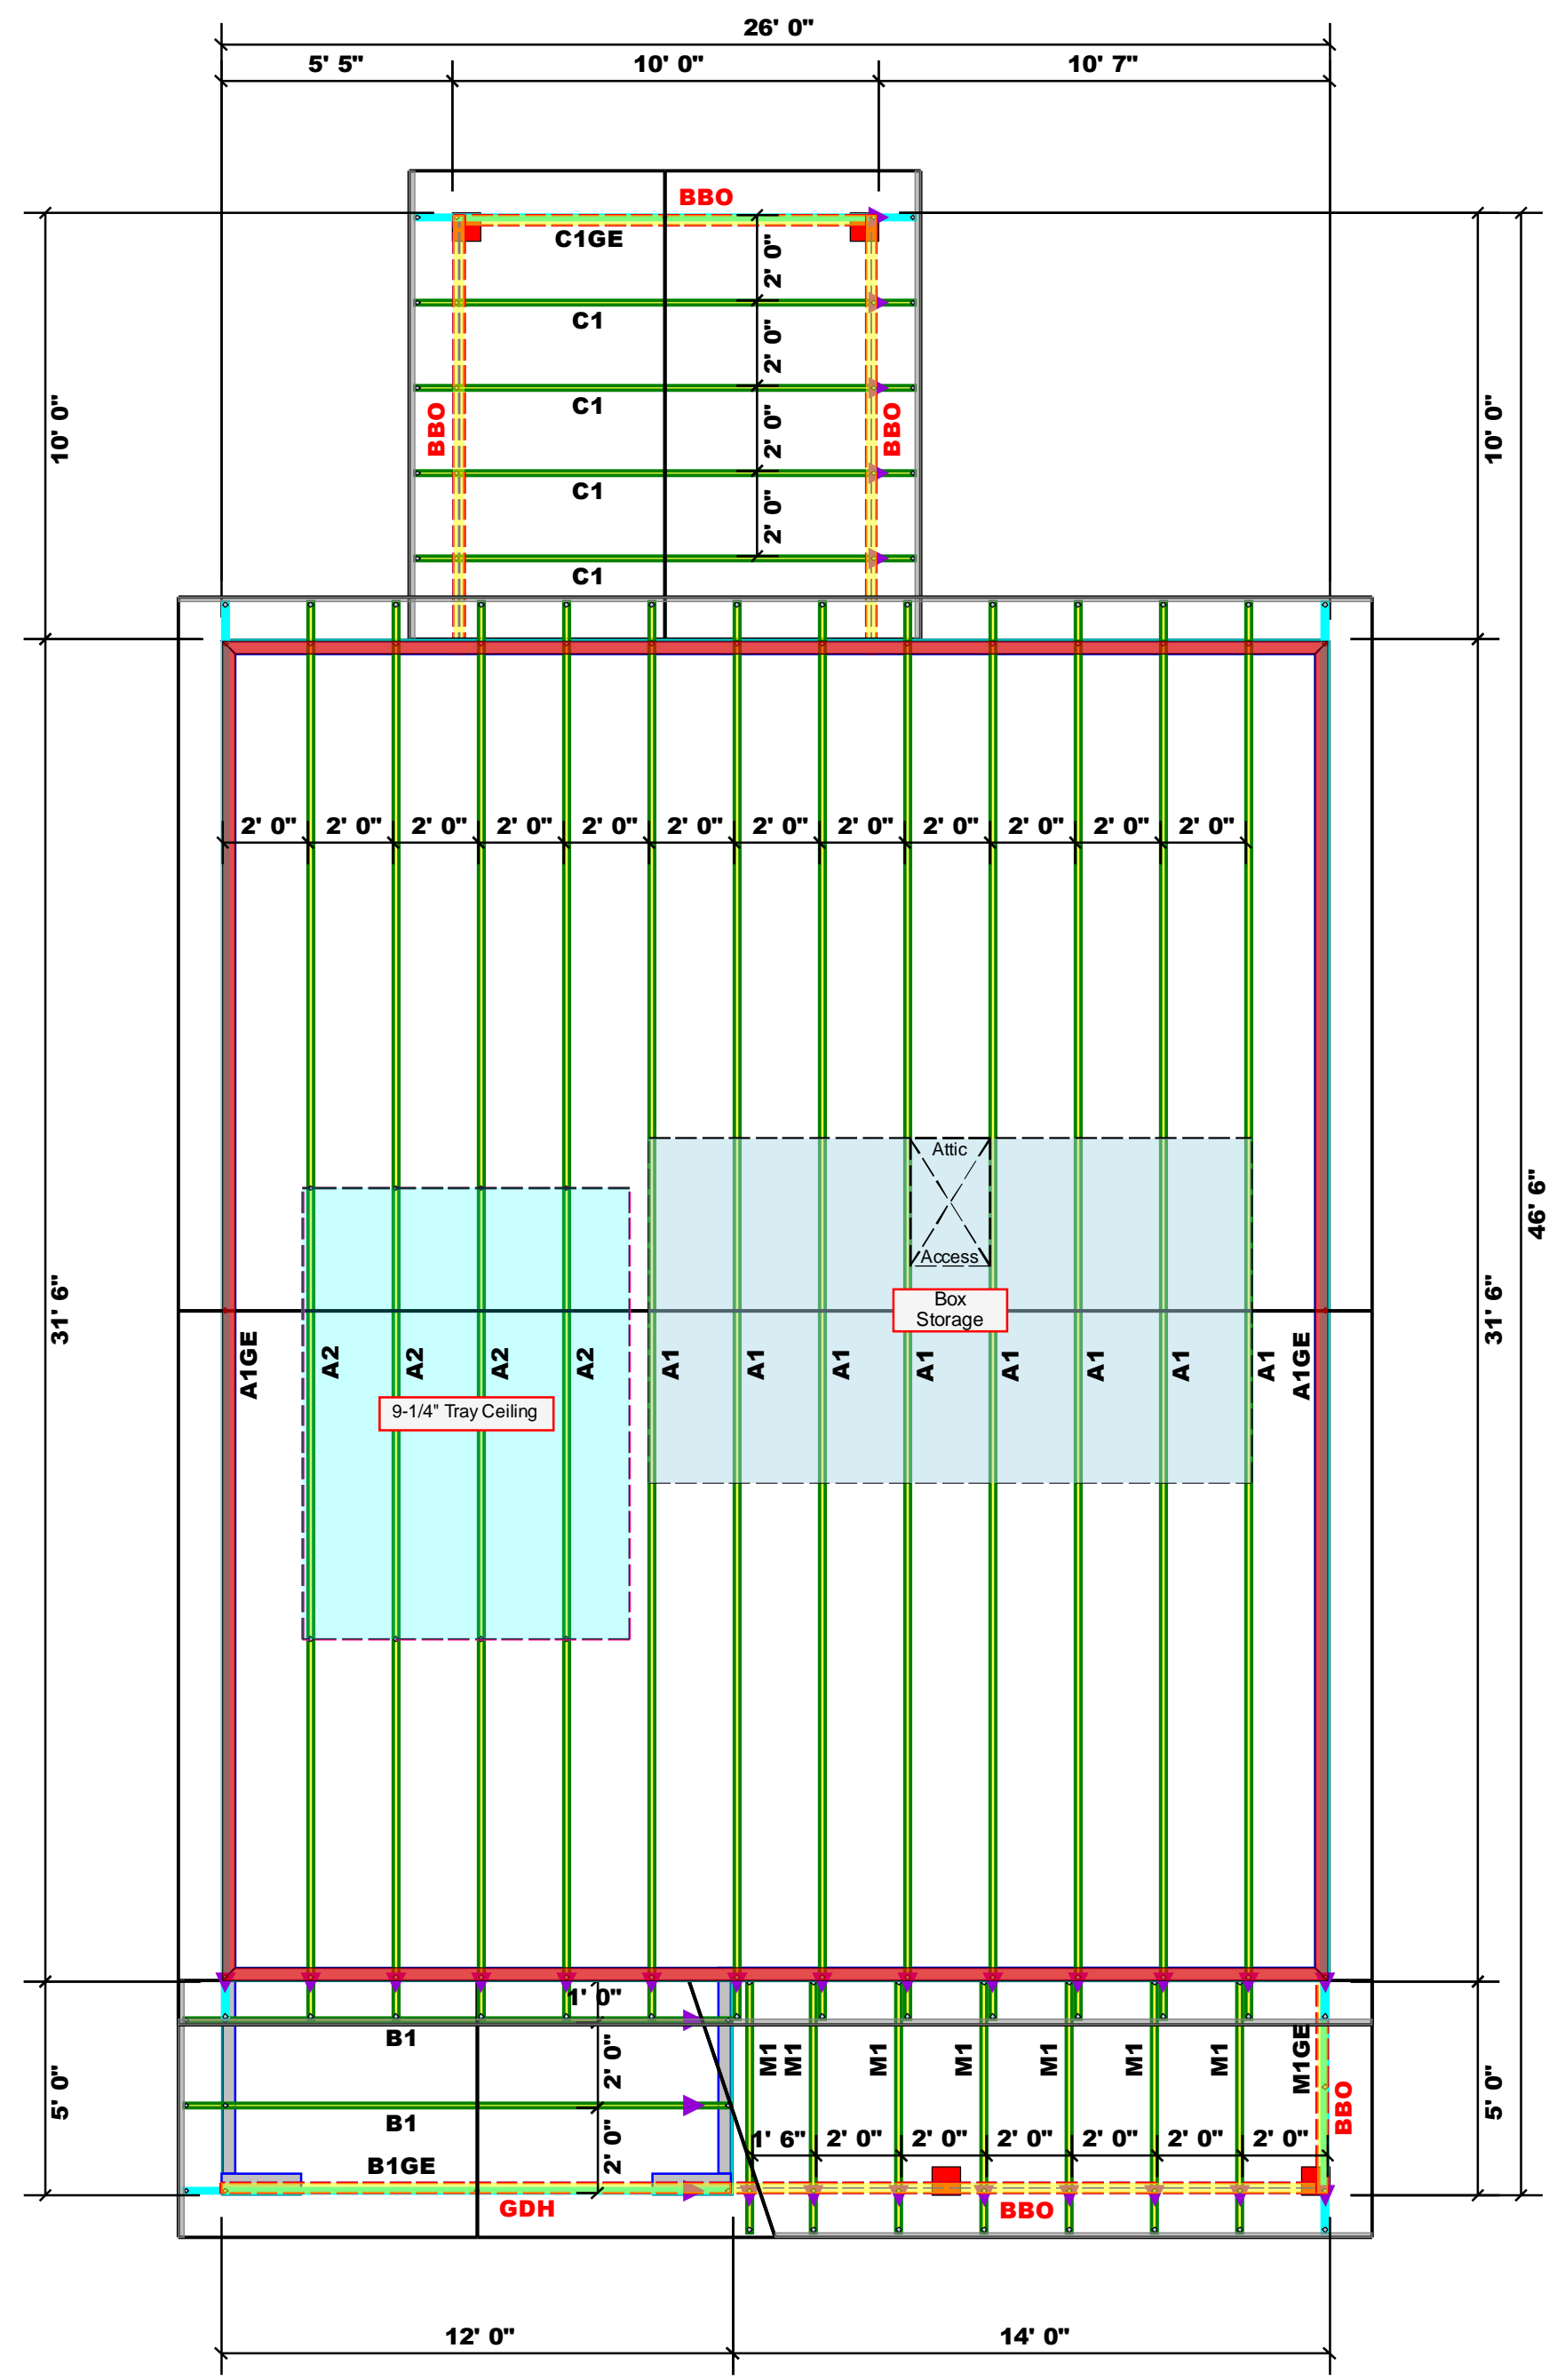 26' 0"
5' 5" 10' 0" 10' 7"
BBO
C1GE
2' 0"
C1
2' 0"
10' 0"
BBO
BBO
10' 0"
C1
2' 0"
C1
2' 0"
C1
2' 0" 2' 0" 2' 0" 2' 0" 2' 0" 2' 0" 2' 0" 2' 0" 2' 0" 2' 0" 2' 0" 2' 0"
Attic
Access
46' 6"
Box
Storage
31' 6"
31' 6"
A1GE A2 A2 A2 A2 A1 A1 A1 A1 A1 A1 A1 A1 A1GE
9-1/4" Tray Ceiling
1' 0"
B1
2' 0"
M1 M1 M1 M1 M1 M1 M1 M1GE
5' 0"
5' 0"
BBO
B1
2' 0"
1' 6" 2' 0" 2' 0" 2' 0" 2' 0" 2' 0" 2' 0"
B1GE
GDH
BBO
12' 0" 14' 0"